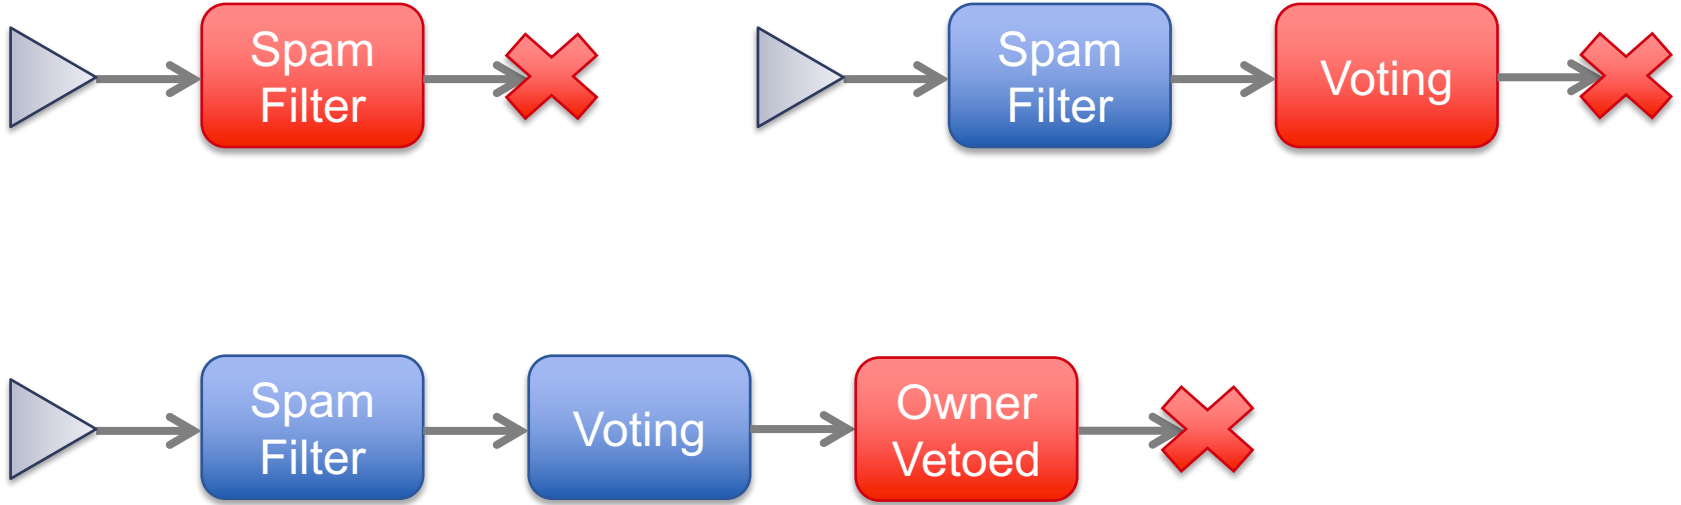 Spam
Filter
Spam
Filter
Voting
Spam
Filter
Voting
Owner
Vetoed